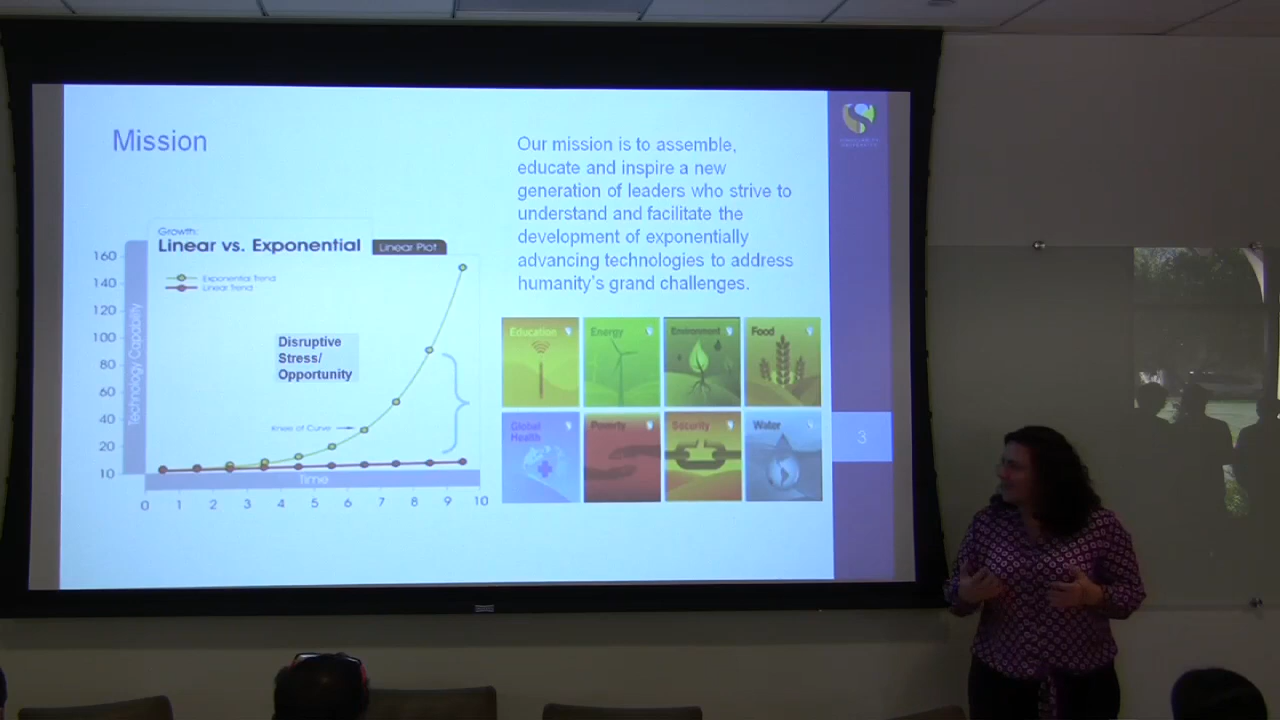 Mission
Our mission is to assemble,
educate and inspire a new
generation of leaders who strive to
understand and facilitate the
development of exponentially
advancing technologies to address
humanity's grand challenges.
Growth:
Linear vs. Exponential
Linear Plot
Exponential Trend
Linear Trend
Disruptive
Stress/
Opportunity
Knee of Curve
Technology Capability
160
140
120
100
80
60
40
20
10
Time
0 1 2 3 4 5 6 7 8 9 10
Education Energy Environment Food
Global
Health
Poverty Security Water
3